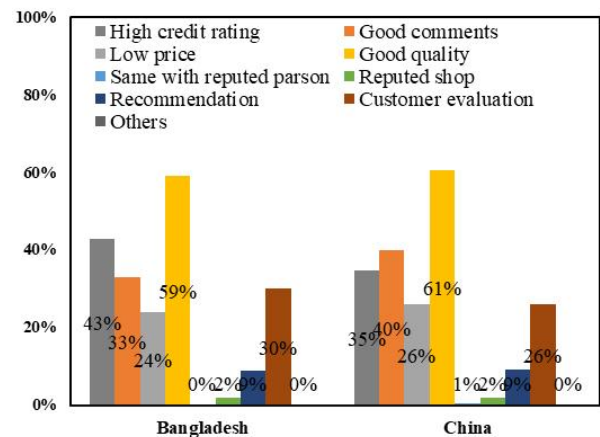 100%
High credit rating Good comments
Low price Good quality
80%
Same with reputed parson Reputed shop
Recommendation Customer evaluation
Others
60%
40%
20%
0%
43% 33% 24% 59% 0% 2% 9% 30% 0%
35% 40% 26% 61% 1% 2% 9% 26% 0%
Bangladesh China